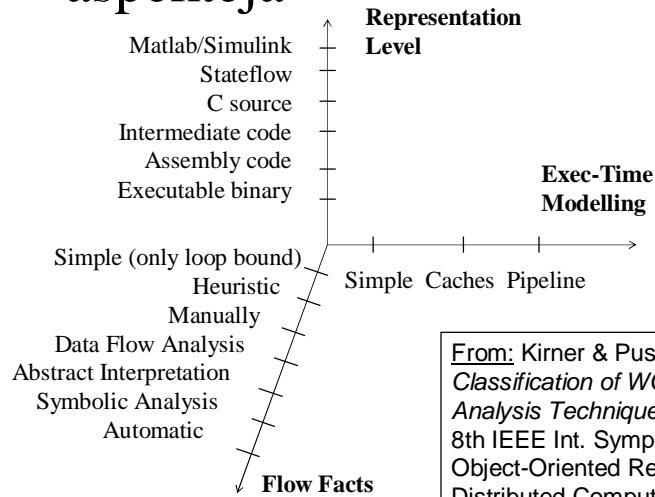 Representation
Level
Matlab/Simulink
Stateflow
C source
Intermediate code
Assembly code
Executable binary
Exec-Time
Modelling
Simple Caches Pipeline
Simple (only loop bound)
Heuristic
Manually
Data Flow Analysis
Abstract Interpretation
Symbolic Analysis
Automatic
Flow Facts
From: Kirner & Pus
Classification of WC
Analysis Technique
8th IEEE Int. Symp
Object-Oriented Re
Distributed Comput